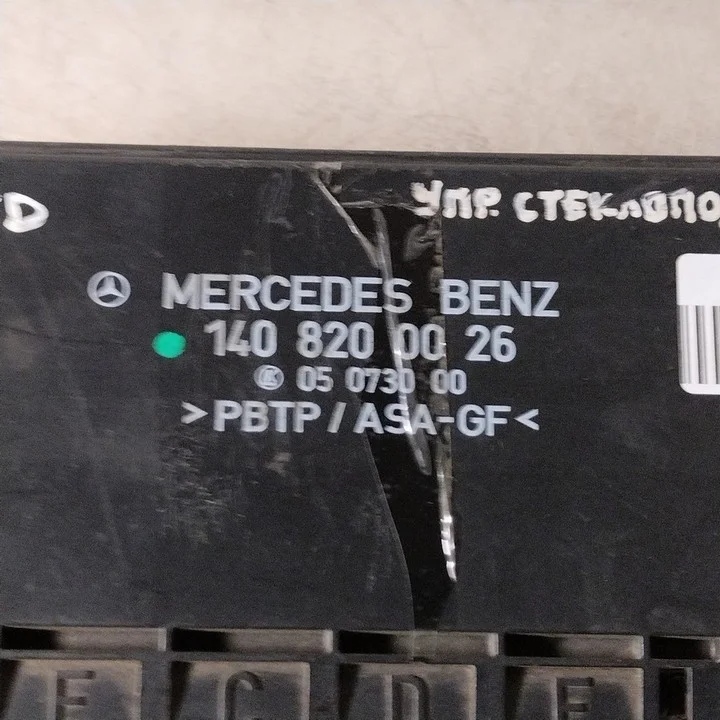 УПР. СТЕКЛОПО
MERCEDES BENZ
140 820 00 26
05 0730 00
>PBTP/ASA-GF<
F C D E